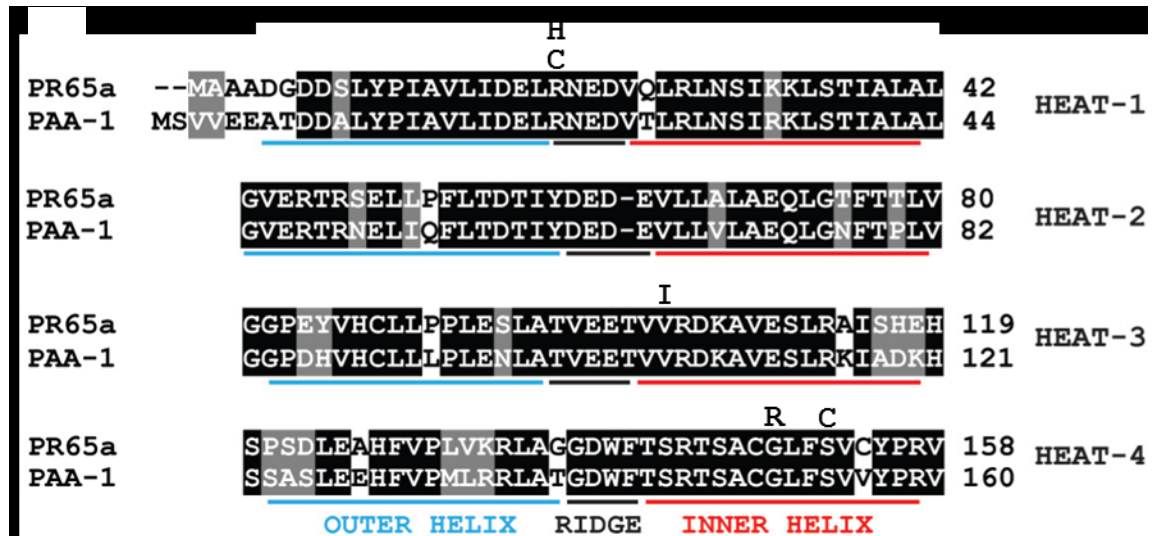 H
C
PR65a --MAAADGDDSLYPIAVLIDELRNEDVQLRLNSIKKLSTIALAL 42
PAA-1 MSVVEEATDDALYPIAVLIDELRNEDVTLRLNSIRKLSTIALAL 44
HEAT-1
PR65a GVERTRSELLPFLTDTIYDED-EVLLALAEQLGTFTTLV 80
PAA-1 GVERTRNELIQFLTDTIYDED-EVLLVLAEQLGNFTPLV 82
HEAT-2
I
PR65a GGPEYVHCLLPPLESLATVEETVVRDKAVESLRAISHEH 119
PAA-1 GGPDHVHCLLLPLENLATVEETVVRDKAVESLRKIADKH 121
HEAT-3
R C
PR65a SPSDLEAHFVPLVKRLAGGDWFTSRTSACGLFSVCYPRV 158
PAA-1 SSASLEEHFVPMLRRLATGDWFTSRTSACGLFSVVYPRV 160
HEAT-4
OUTER HELIX RIDGE INNER HELIX